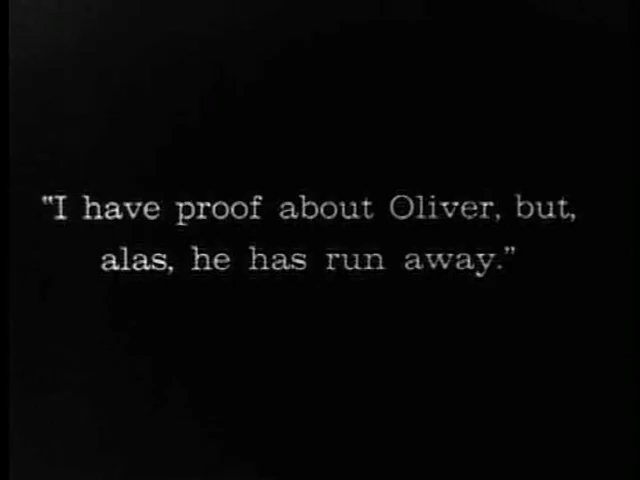 "I have proof about Oliver, but,
alas, he has run away."